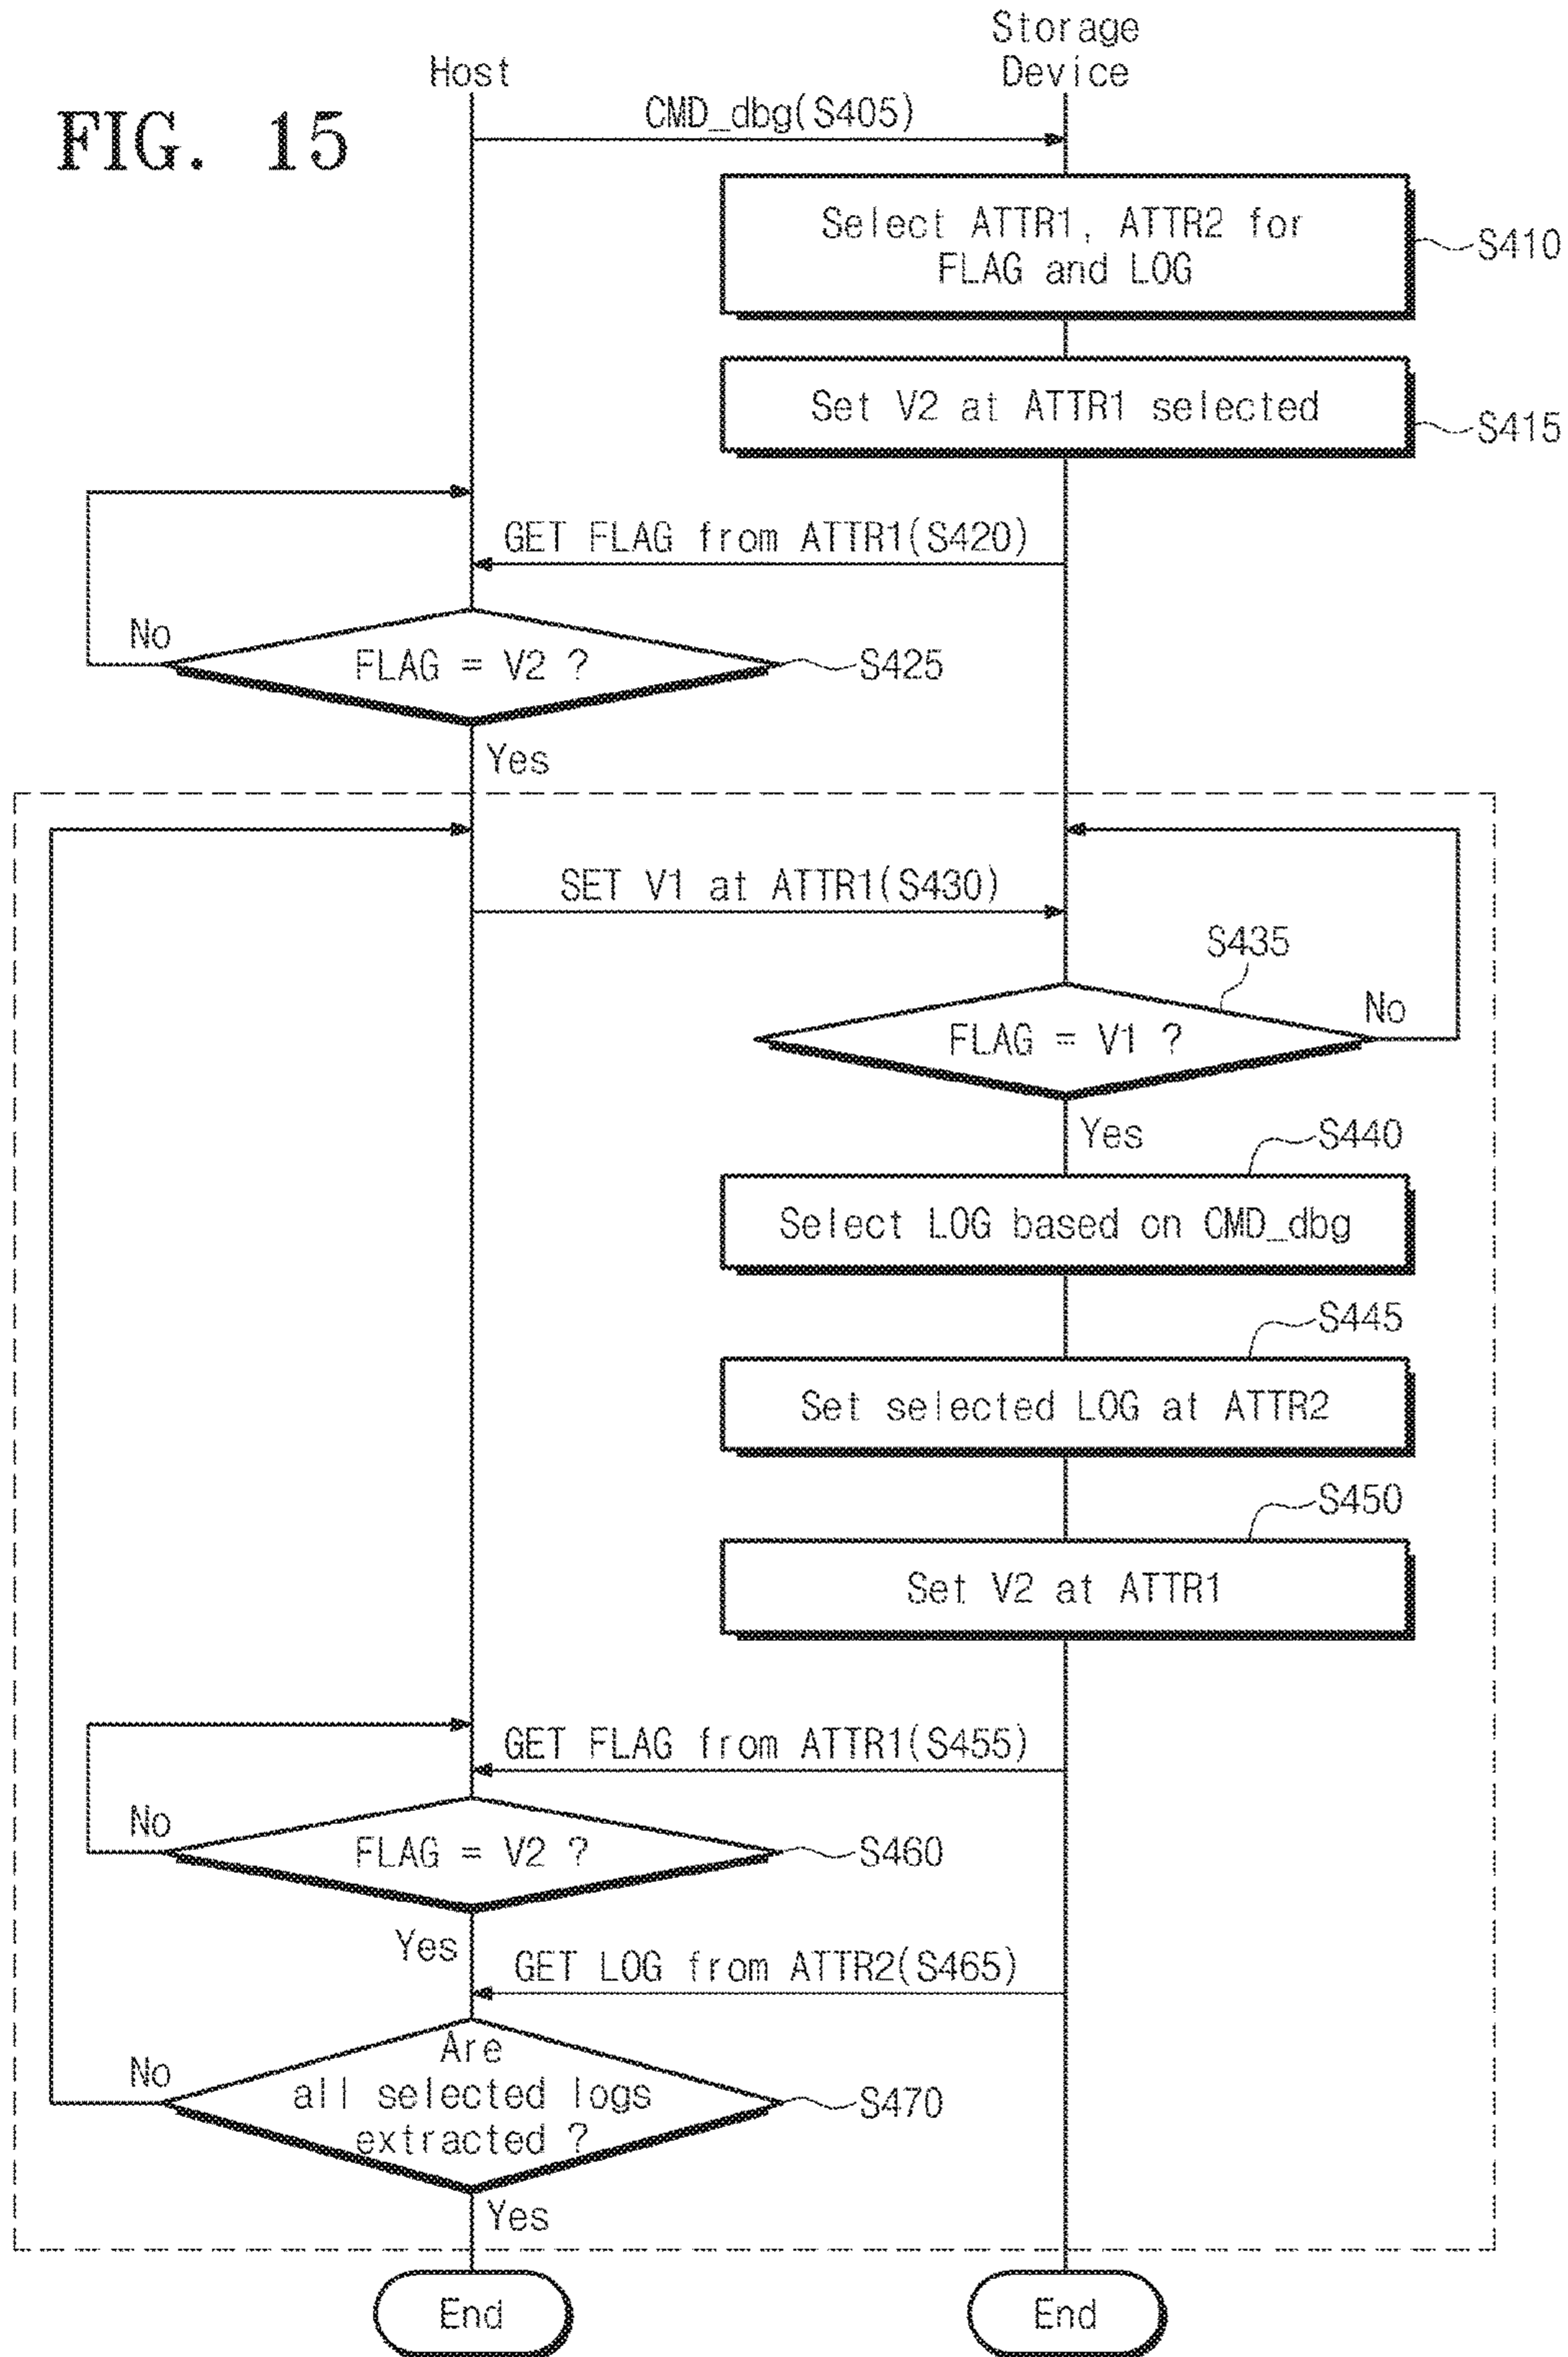 FIG. 15
Host
Storage
Device
CMD_dbg(S405)
Select ATTR1, ATTR2 for
FLAG and LOG
S410
Set V2 at ATTR1 selected
S415
GET FLAG from ATTR1(S420)
No
FLAG = V2 ?
S425
Yes
SET V1 at ATTR1(S430)
S435
FLAG = V1 ?
No
Yes
S440
Select LOG based on CMD_dbg
S445
Set selected LOG at ATTR2
S450
Set V2 at ATTR1
GET FLAG from ATTR1(S455)
No
FLAG = V2 ?
S460
Yes
GET LOG from ATTR2(S465)
No
Are
all selected logs
extracted ?
S470
Yes
End
End